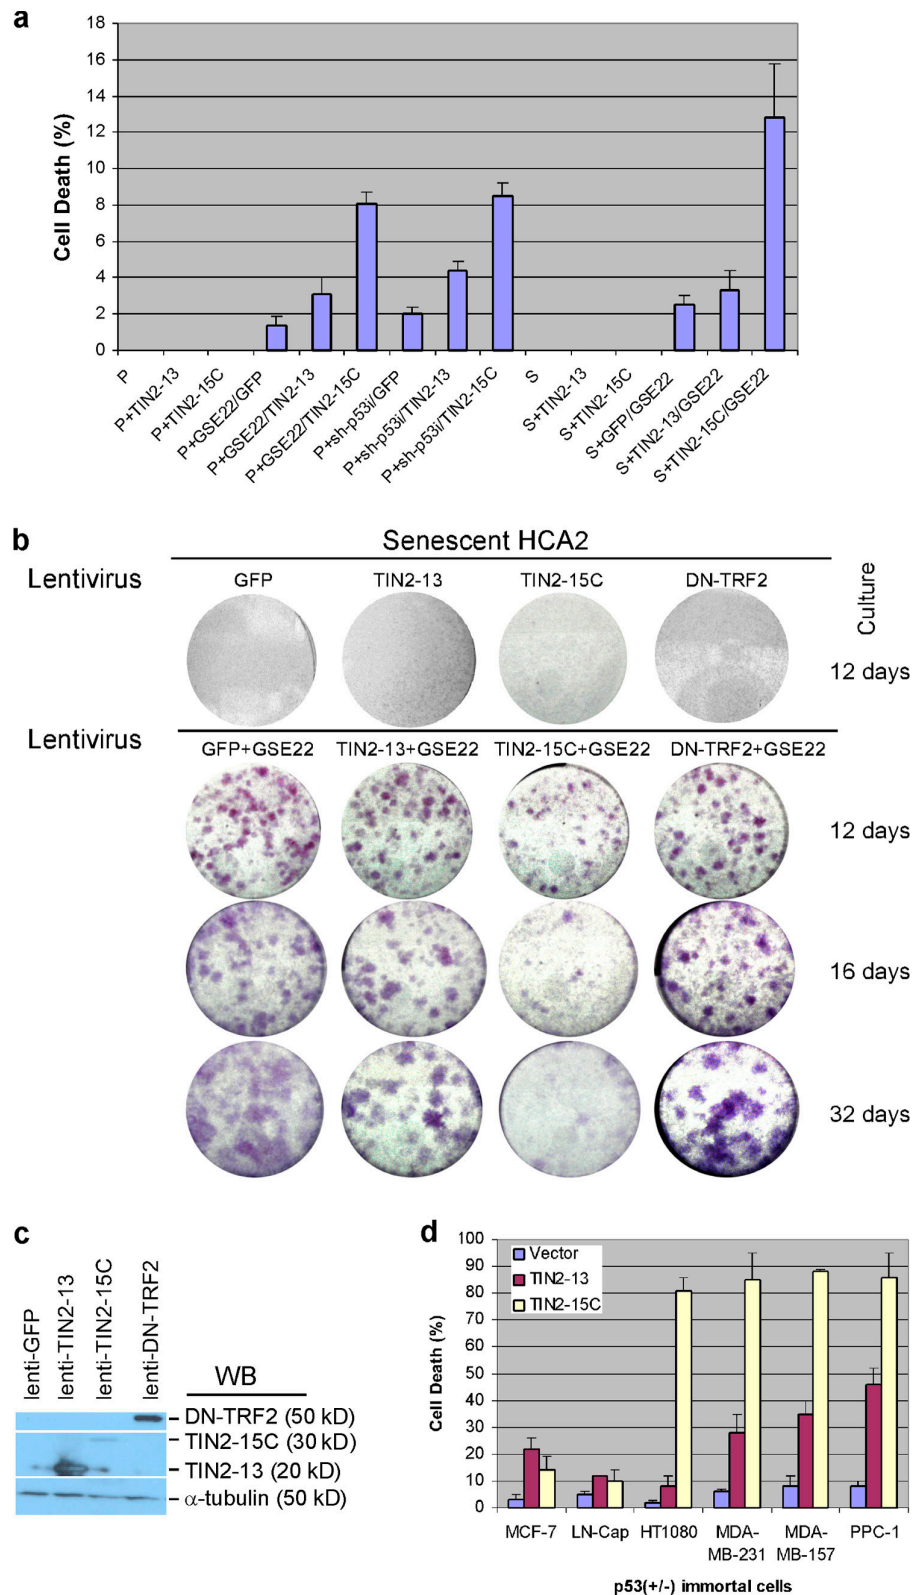 a
18
16
14
12
10
8
6
4
2
0
Cell Death (%)
P
P+TIN2-13
P+TIN2-15C
P+GSE22/GFP
P+GSE22/TIN2-13
P+GSE22/TIN2-15C
P+sh-p53i/GFP
P+sh-p53i/TIN2-13
P+sh-p53i/TIN2-15C
S
S+TIN2-13
S+TIN2-15C
S+GFP/GSE22
S+TIN2-13/GSE22
S+TIN2-15C/GSE22
b
Senescent HCA2
Lentivirus
GFP TIN2-13 TIN2-15C DN-TRF2
Culture
12 days
Lentivirus
GFP+GSE22 TIN2-13+GSE22 TIN2-15C+GSE22 DN-TRF2+GSE22
12 days
16 days
32 days
c
lenti-GFP
lenti-TIN2-13
lenti-TIN2-15C
lenti-DN-TRF2
WB
DN-TRF2 (50 kD)
TIN2-15C (30 kD)
TIN2-13 (20 kD)
α-tubulin (50 kD)
d
100
90
80
70
60
50
40
30
20
10
0
Cell Death (%)
Vector
TIN2-13
TIN2-15C
MCF-7 LN-Cap HT1080 MDA-MB-231 MDA-MB-157 PPC-1
p53(+/-) immortal cells